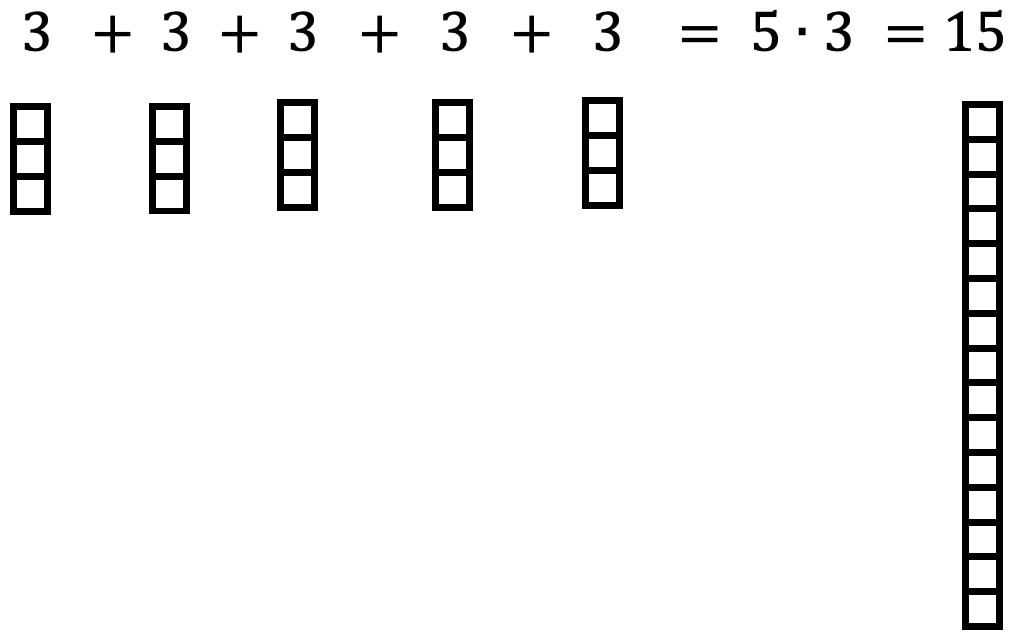 3 + 3 + 3 + 3 + 3 = 5 · 3 = 15